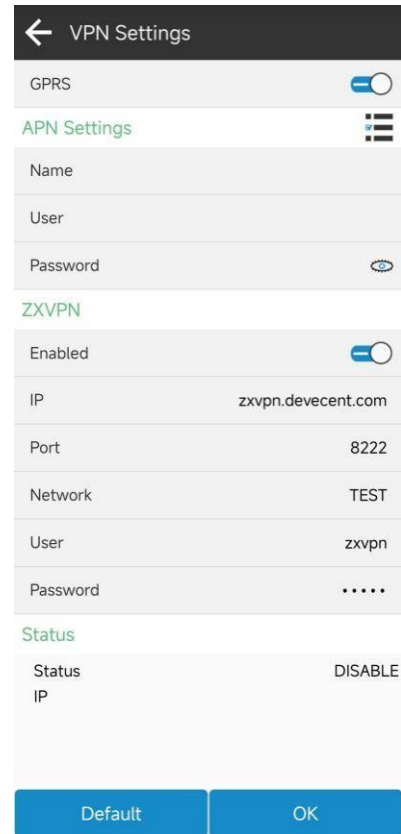 VPN Settings
GPRS
APN Settings
Name
User
Password
ZXVPN
Enabled
IP zxvpn.devecent.com
Port 8222
Network TEST
User zxvpn
Password •••••
Status
Status DISABLE
IP
Default OK